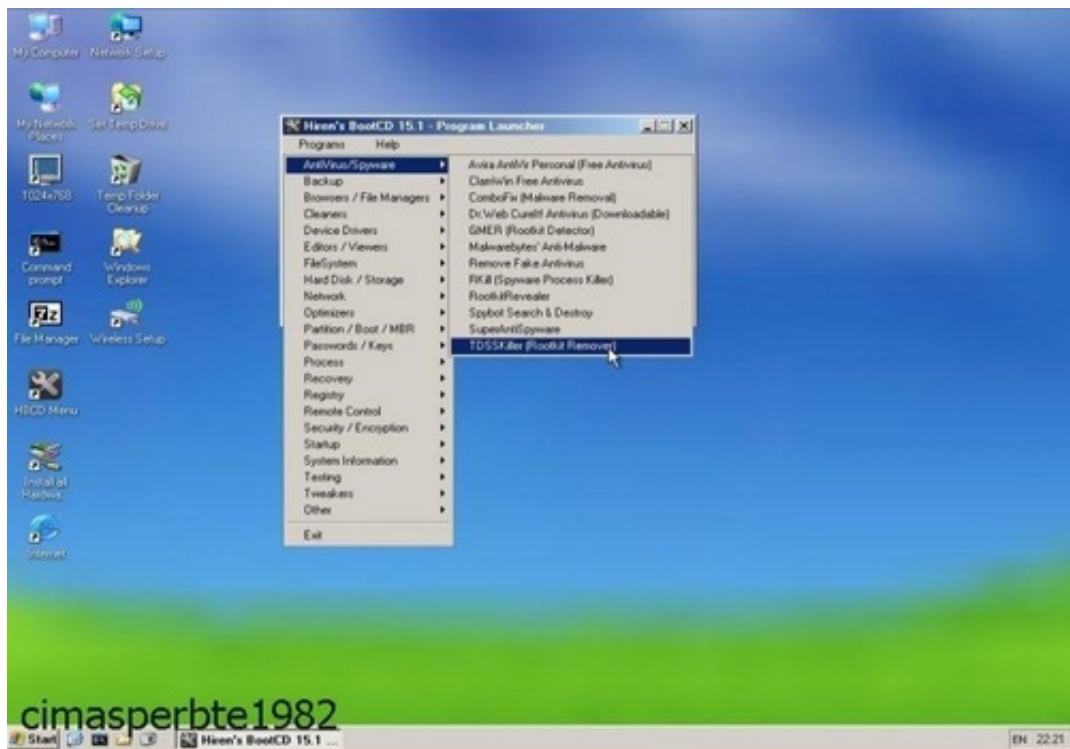 My Computer
Network Setup
My Network Places
Set Temp Drive
1024x768
Temp Folder Cleanup
Command prompt
Windows Explorer
File Manager
Wireless Setup
HBCD Menu
Install all
Internet
Hiren's BootCD 15.1 - Program Launcher
Programs Help
AntiVirus/Spyware
Backup
Browsers / File Managers
Cleaners
Device Drivers
Editors / Viewers
FileSystem
Hard Disk / Storage
Network
Optimizers
Partition / Boot / MBR
Passwords / Keys
Process
Recovery
Registry
Remote Control
Security / Encryption
Startup
System Information
Testing
Tweakers
Other
Exit
Avira AntiVir Personal (Free Antivirus)
ClamWin Free Antivirus
ComboFix (Malware Removal)
Dr.Web CureIt! Antivirus (Downloadable)
GMER (Rootkit Detector)
Malwarebytes' Anti-Malware
Remove Fake Antivirus
RKill (Spyware Process Killer)
RootkitRevealer
Spybot Search & Destroy
SuperAntiSpyware
TDSSKiller (Rootkit Remover)
cimasperbte1982
Start
Hiren's BootCD 15.1 ...
EN 22:21